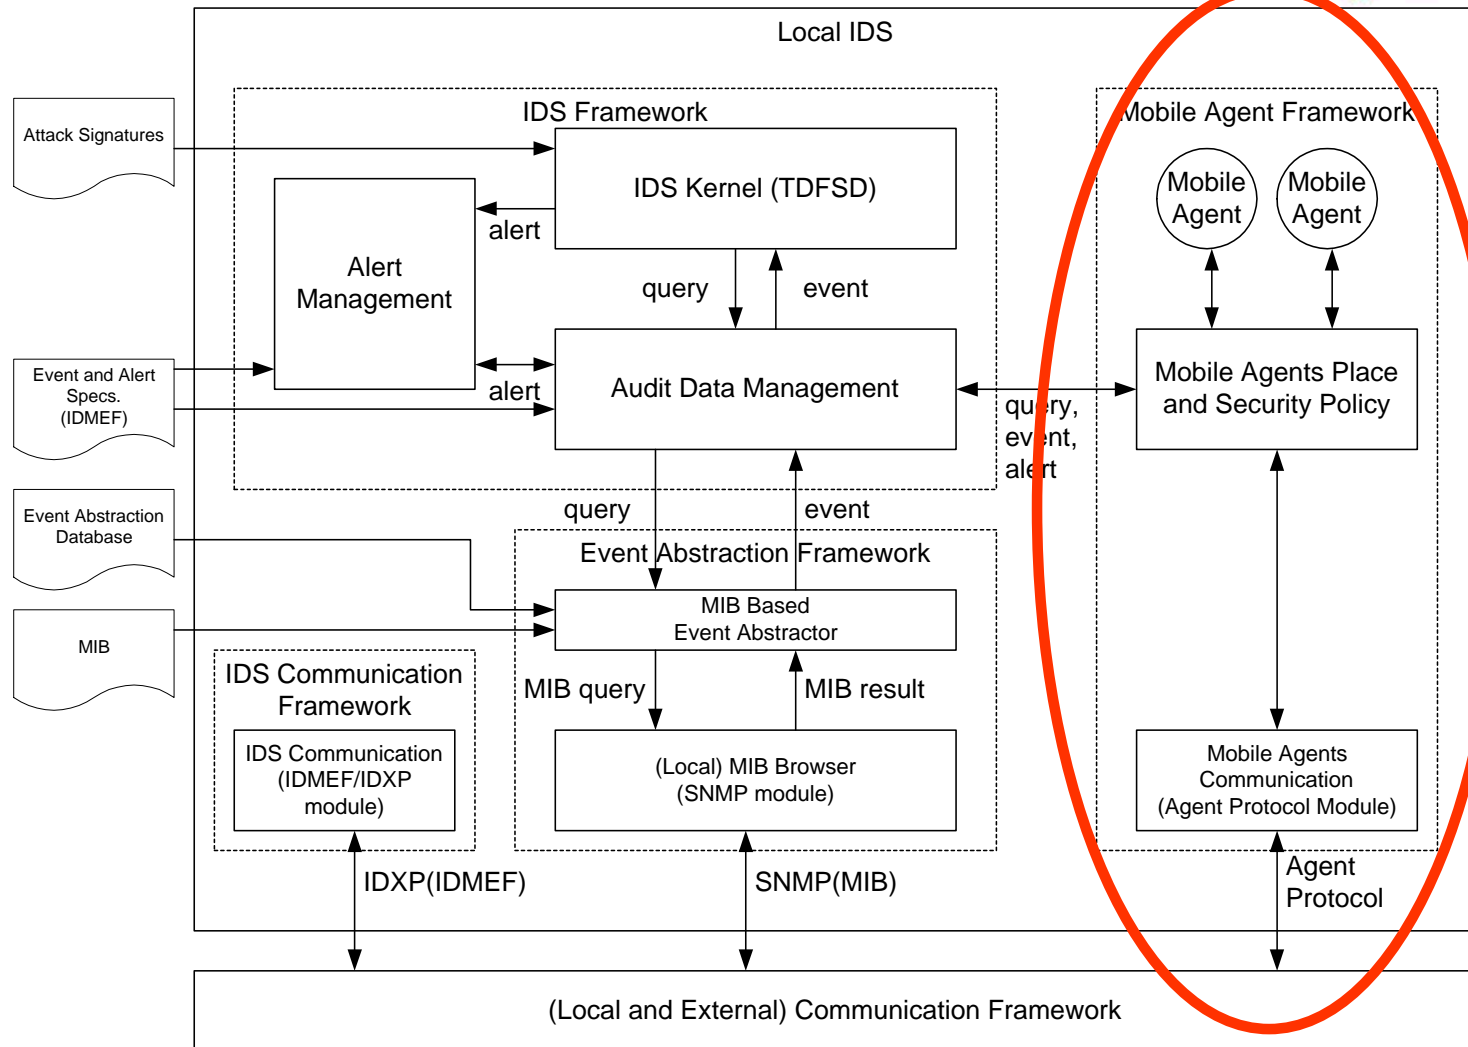 Local IDS
IDS Framework
Mobile Agent Framework
Attack Signatures
IDS Kernel (TDFSD)
Mobile
Agent
Mobile
Agent
alert
Alert
Management
query
event
Event and Alert
Specs.
(IDMEF)
alert
Audit Data Management
query,
event,
alert
Mobile Agents Place
and Security Policy
Event Abstraction
Database
query
event
Event Abstraction Framework
MIB Based
Event Abstractor
MIB
IDS Communication
Framework
MIB query
MIB result
IDS Communication
(IDMEF/IDXP
module)
(Local) MIB Browser
(SNMP module)
Mobile Agents
Communication
(Agent Protocol Module)
IDXP(IDMEF)
SNMP(MIB)
Agent
Protocol
(Local and External) Communication Framework